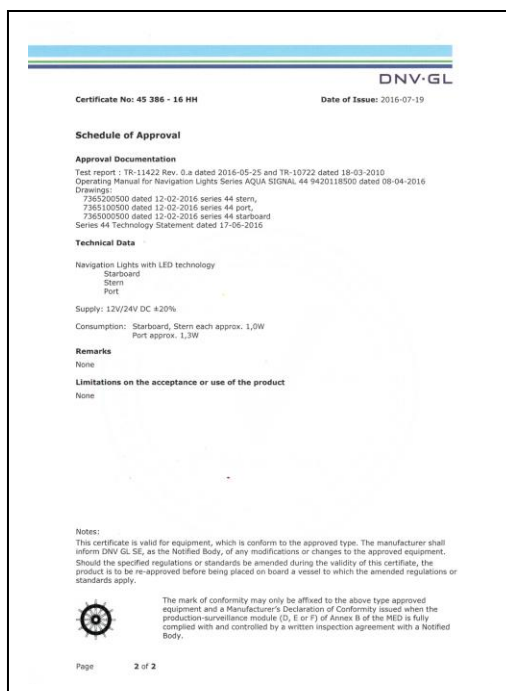 DNV·GL
Certificate No: 45 386 - 16 HH Date of Issue: 2016-07-19
Schedule of Approval
Approval Documentation
Test report : TR-11422 Rev. 0.a dated 2016-05-25 and TR-10722 dated 18-03-2010
Operating Manual for Navigation Lights Series AQUA SIGNAL 44 9420118500 dated 08-04-2016
Drawings:
7365200500 dated 12-02-2016 series 44 stern,
7365100500 dated 12-02-2016 series 44 port,
7365000500 dated 12-02-2016 series 44 starboard
Series 44 Technology Statement dated 17-06-2016
Technical Data
Navigation Lights with LED technology
Starboard
Stern
Port
Supply: 12V/24V DC ±20%
Consumption: Starboard, Stern each approx. 1,0W
Port approx. 1,3W
Remarks
None
Limitations on the acceptance or use of the product
None
Notes:
This certificate is valid for equipment, which is conform to the approved type. The manufacturer shall
inform DNV GL SE, as the Notified Body, of any modifications or changes to the approved equipment.
Should the specified regulations or standards be amended during the validity of this certifiate, the
product is to be re-approved before being placed on board a vessel to which the amended regulations or
standards apply.
The mark of conformity may only be affixed to the above type approved
equipment and a Manufacturer's Declaration of Conformity issued when the
production-surveillance module (D, E or F) of Annex B of the MED is fully
complied with and controlled by a written inspection agreement with a Notified
Body.
Page 2 of 2